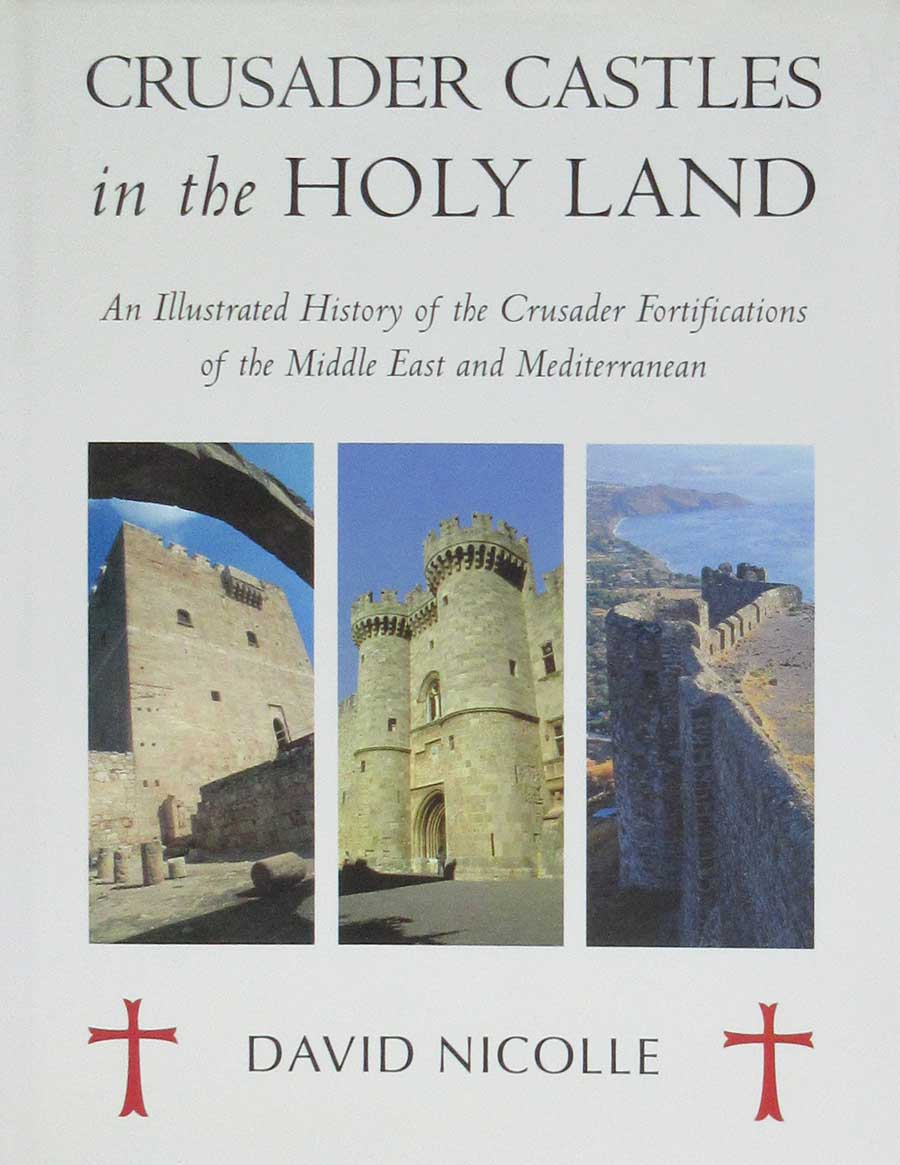 CRUSADER CASTLES
in the HOLY LAND
An Illustrated History of the Crusader Fortifications
of the Middle East and Mediterranean
DAVID NICOLLE